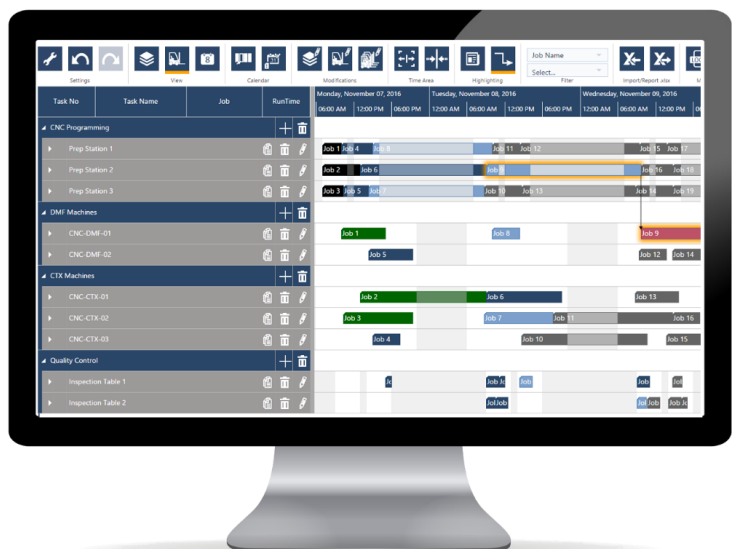 8
Job Name
Select...
Settings View Calendar Modifications Time Area Highlighting Filter Import/Report .xlsx
Task No Task Name Job RunTime
Monday, November 07, 2016 Tuesday, November 08, 2016 Wednesday, November 09, 2016
06:00 AM 12:00 PM 06:00 PM 12:00 AM 06:00 AM 12:00 PM 06:00 PM 12:00 AM 06:00 AM 12:00 PM
CNC Programming
Prep Station 1 Job 1 Job 4 Job 8 Job 11 Job 12 Job 15 Job 17
Prep Station 2 Job 2 Job 6 Job 9 Job 16 Job 18
Prep Station 3 Job 3 Job 5 Job 7 Job 10 Job 13 Job 14 Job 19
DMF Machines
CNC-DMF-01 Job 1 Job 8 Job 9
CNC-DMF-02 Job 5 Job 12 Job 14
CTX Machines
CNC-CTX-01 Job 2 Job 6 Job 13
CNC-CTX-02 Job 3 Job 7 Job 11 Job 16
CNC-CTX-03 Job 4 Job 10 Job 15
Quality Control
Inspection Table 1 Job Job Job
Inspection Table 2 Job Job Job